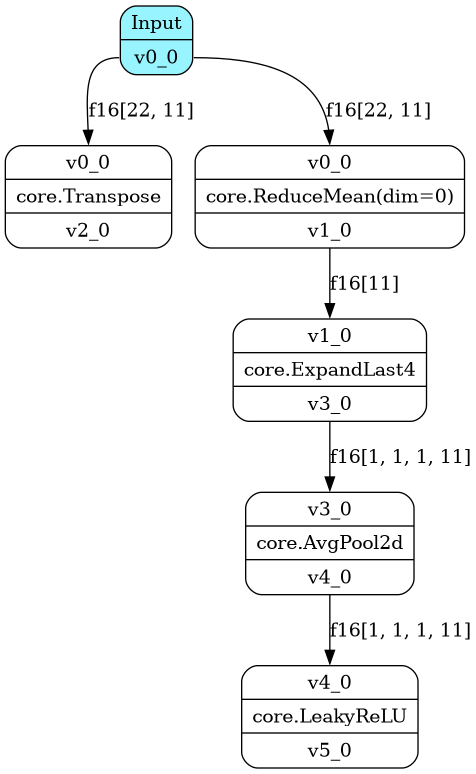 Input
v0_0
f16[22, 11]
f16[22, 11]
v0_0
core.Transpose
v2_0
v0_0
core.ReduceMean(dim=0)
v1_0
f16[11]
v1_0
core.ExpandLast4
v3_0
f16[1, 1, 1, 11]
v3_0
core.AvgPool2d
v4_0
f16[1, 1, 1, 11]
v4_0
core.LeakyReLU
v5_0